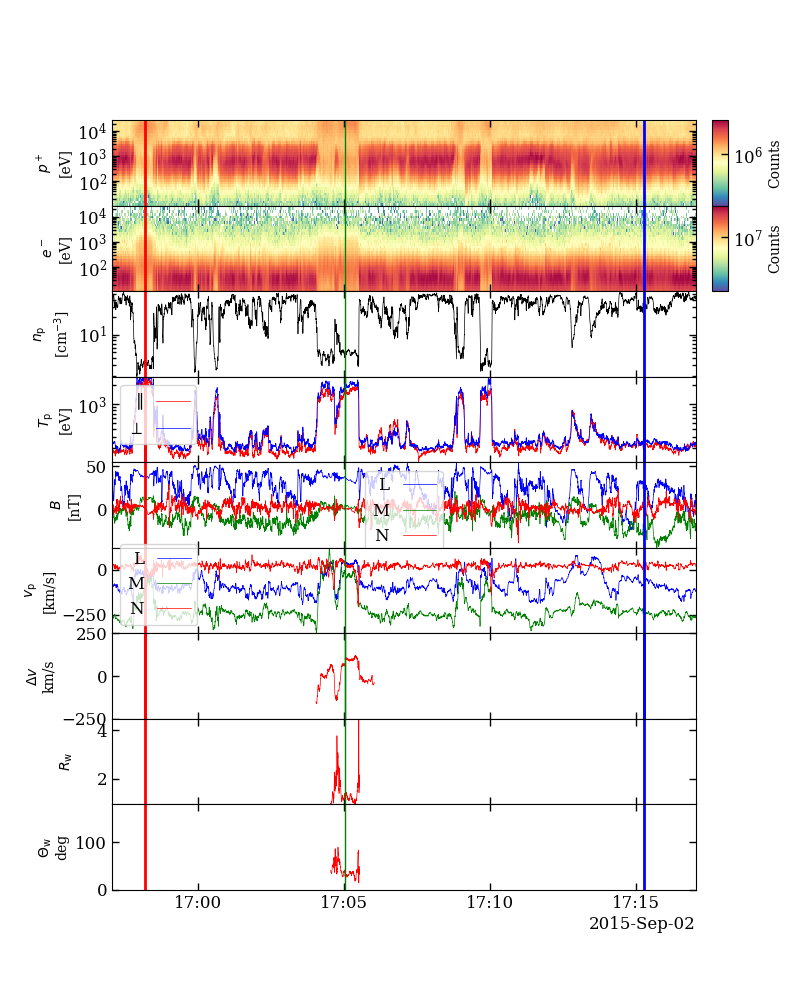 p+
[eV]
10^4
10^3
10^2
10^6
Counts
e−
[eV]
10^4
10^3
10^2
10^7
Counts
n_p
[cm^−3]
10^1
T_p
[eV]
10^3
∥
⊥
B
[nT]
50
0
L
M
N
v_p
[km/s]
0
−250
L
M
N
Δv
km/s
250
0
−250
R_w
4
2
Θ_w
deg
100
0
17:00 17:05 17:10 17:15
2015-Sep-02